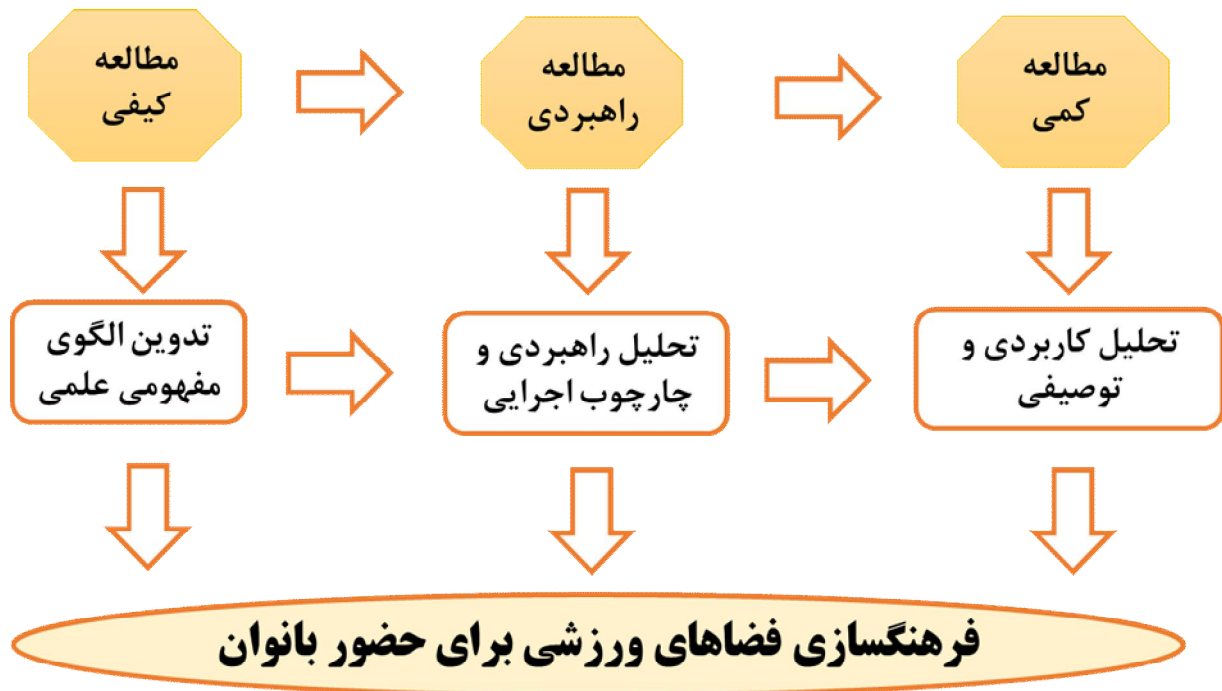 مطالعه
کیفی
مطالعه
راهبردی
مطالعه
کمی
تدوین الگوی
مفهومی علمی
تحلیل راهبردی و
چارچوب اجرایی
تحلیل کاربردی و
توصیفی
فرهنگسازی فضاهای ورزشی برای حضور بانوان